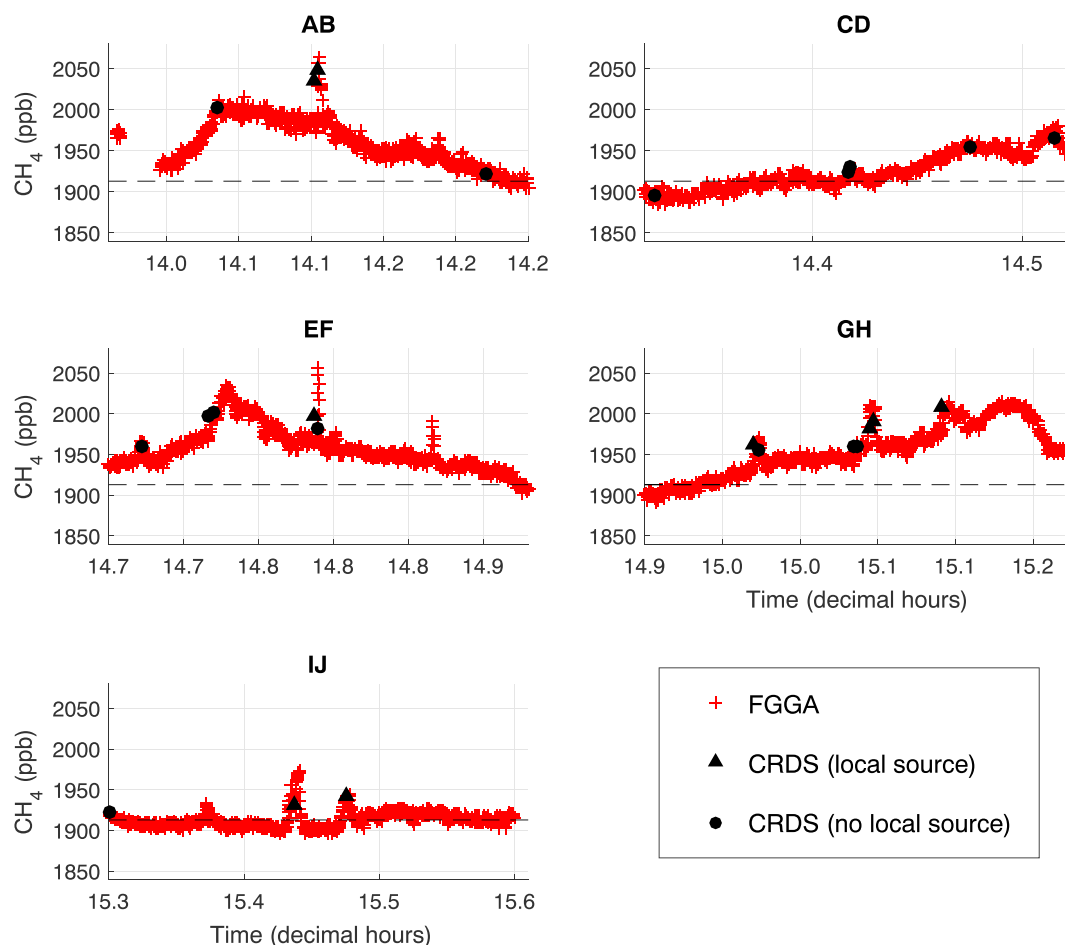 AB
CH4 (ppb)
2050
2000
1950
1900
1850
14.0 14.1 14.1 14.2 14.2 14.2
CD
2050
2000
1950
1900
1850
14.4 14.5
EF
CH4 (ppb)
2050
2000
1950
1900
1850
14.7 14.7 14.8 14.8 14.8 14.9
GH
2050
2000
1950
1900
1850
14.9 15.0 15.0 15.1 15.1 15.2
Time (decimal hours)
IJ
CH4 (ppb)
2050
2000
1950
1900
1850
15.3 15.4 15.5 15.6
Time (decimal hours)
FGGA
CRDS (local source)
CRDS (no local source)